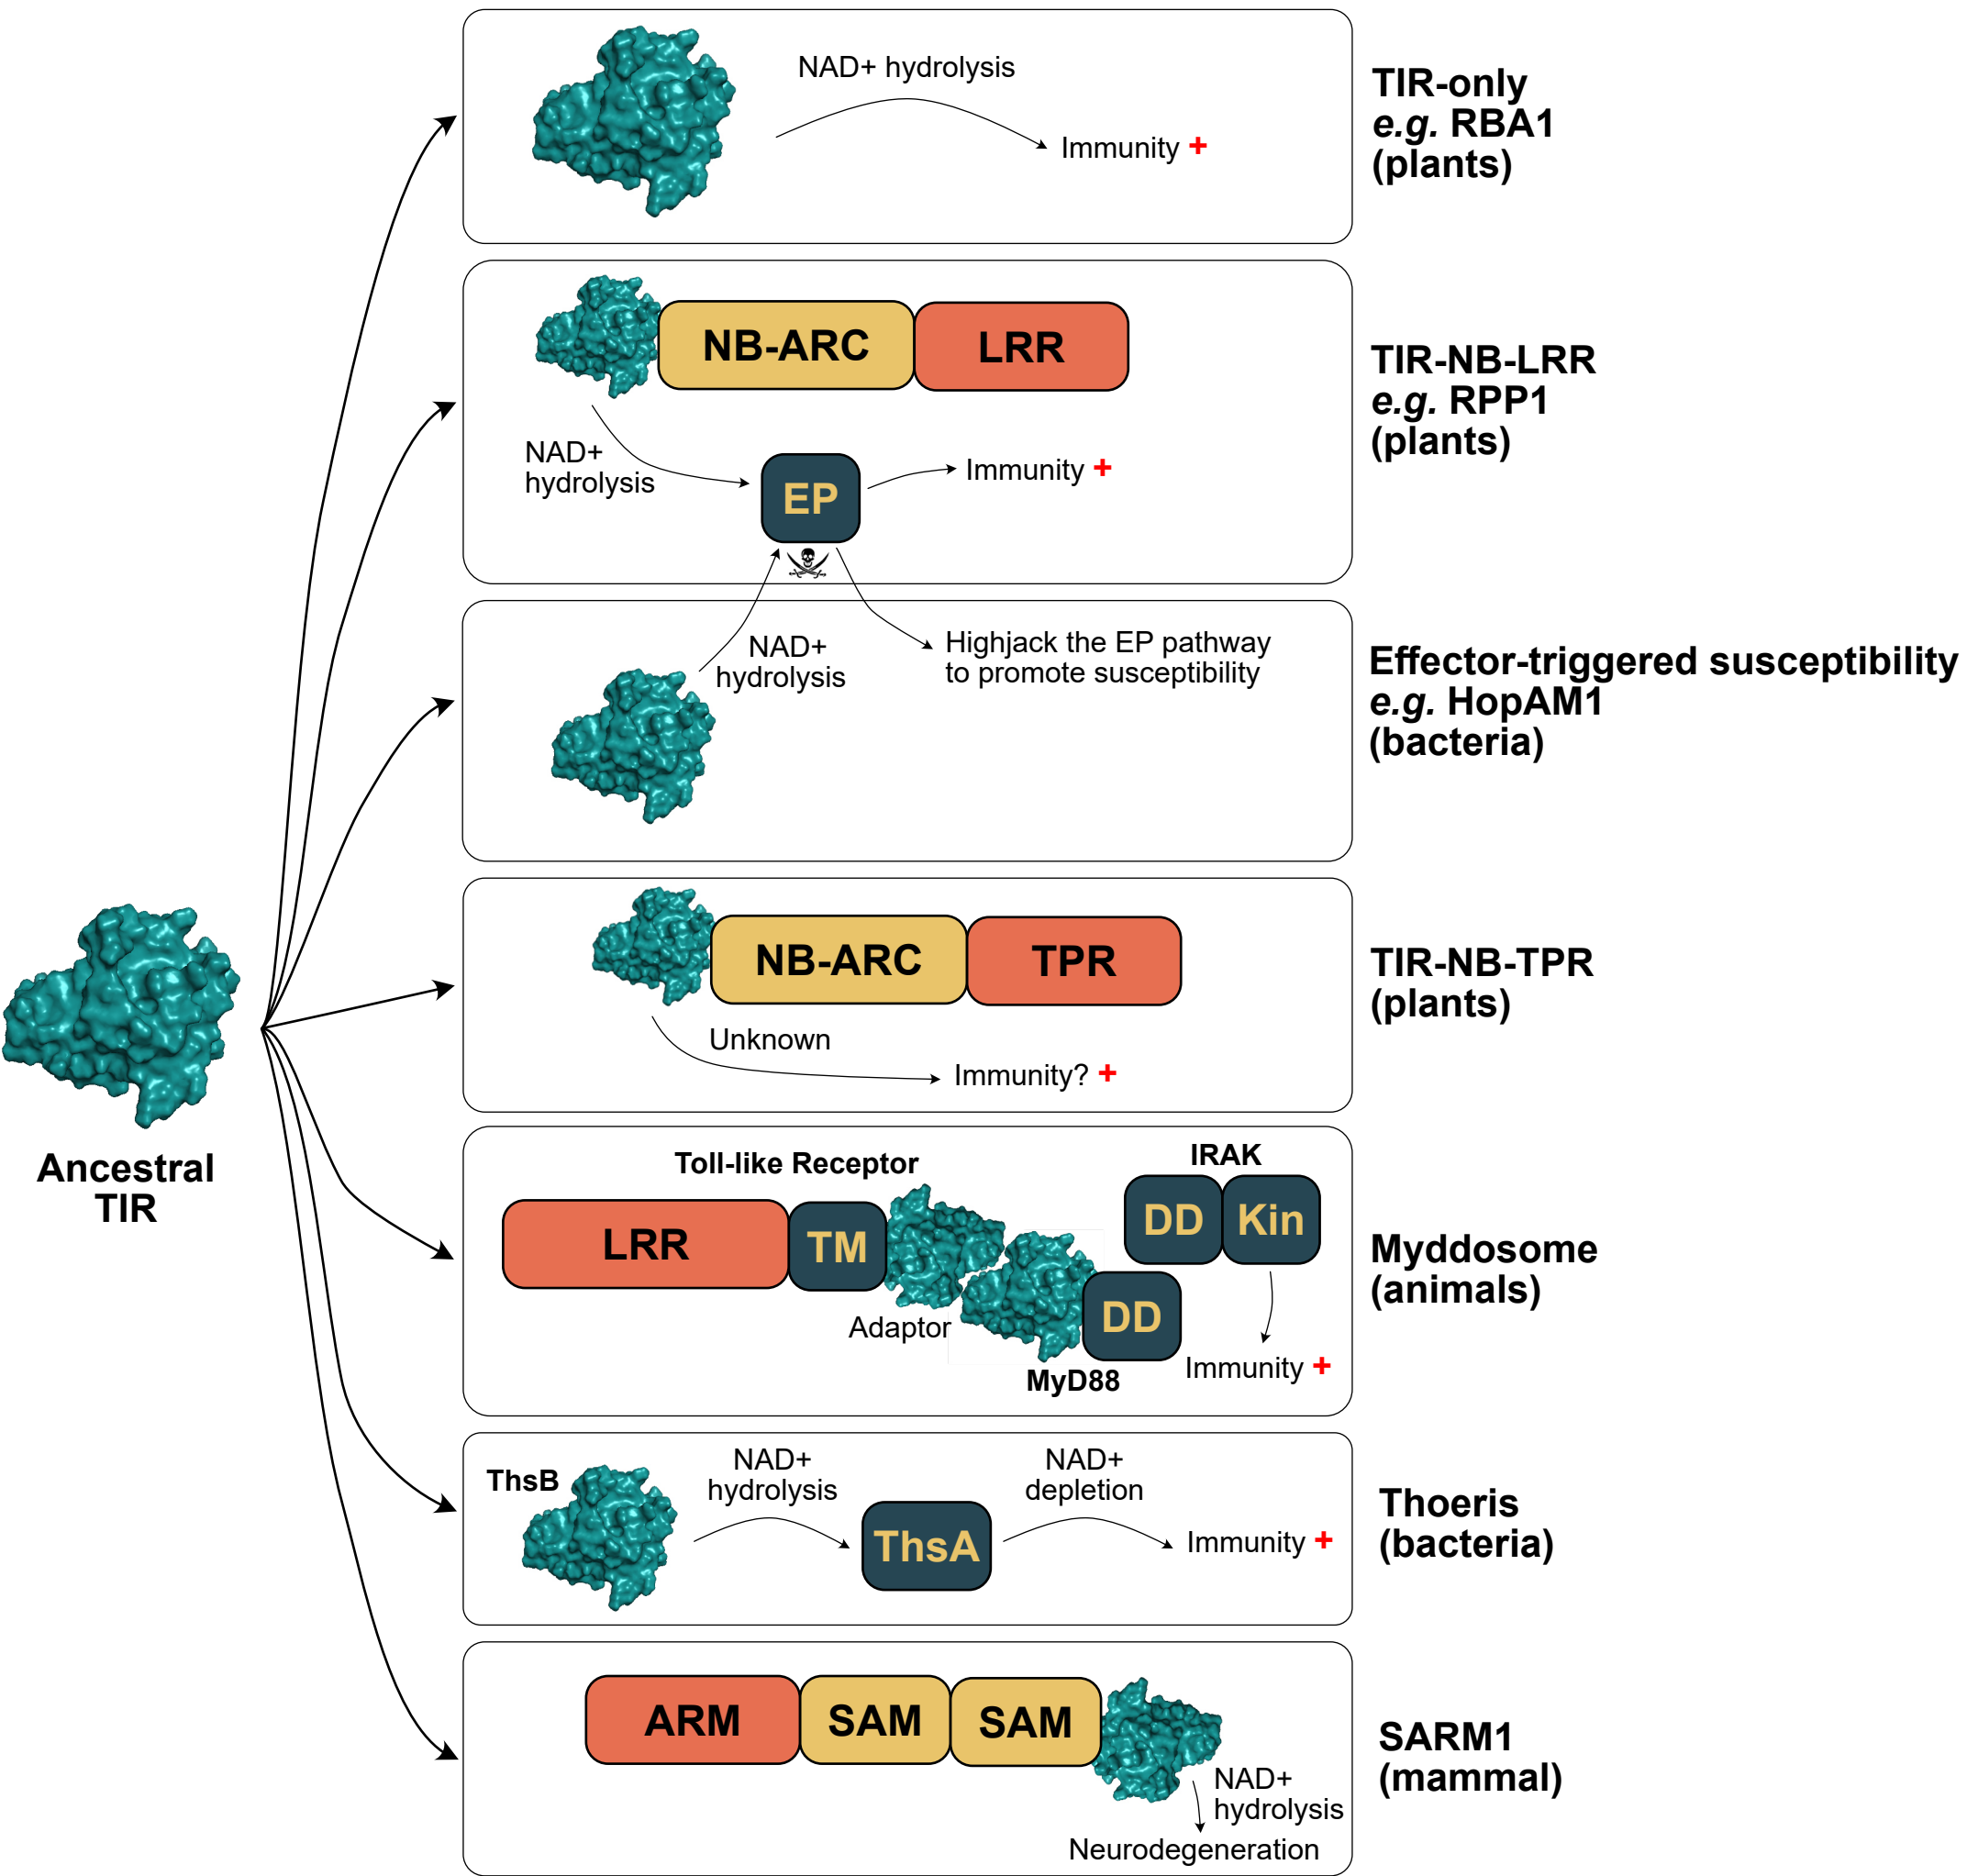 NAD+ hydrolysis
Immunity +
TIR-only
e.g. RBA1
(plants)
NB-ARC
LRR
NAD+
hydrolysis
EP
Immunity +
TIR-NB-LRR
e.g. RPP1
(plants)
NAD+
hydrolysis
Highjack the EP pathway
to promote susceptibility
Effector-triggered susceptibility
e.g. HopAM1
(bacteria)
NB-ARC
TPR
Unknown
Immunity? +
TIR-NB-TPR
(plants)
Ancestral
TIR
Toll-like Receptor
IRAK
LRR
TM
DD
Kin
Adaptor
DD
MyD88
Immunity +
Myddosome
(animals)
ThsB
NAD+
hydrolysis
ThsA
NAD+
depletion
Immunity +
Thoeris
(bacteria)
ARM
SAM
SAM
NAD+
hydrolysis
Neurodegeneration
SARM1
(mammal)